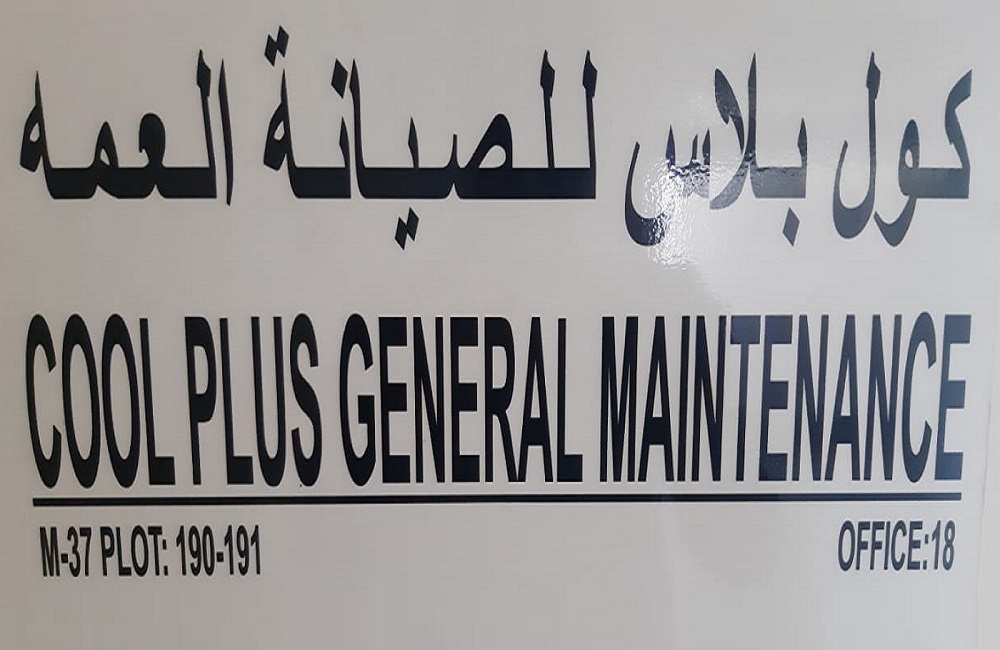 كول بلاس للصيانة العمه
COOL PLUS GENERAL MAINTENANCE
M-37 PLOT: 190-191 OFFICE:18